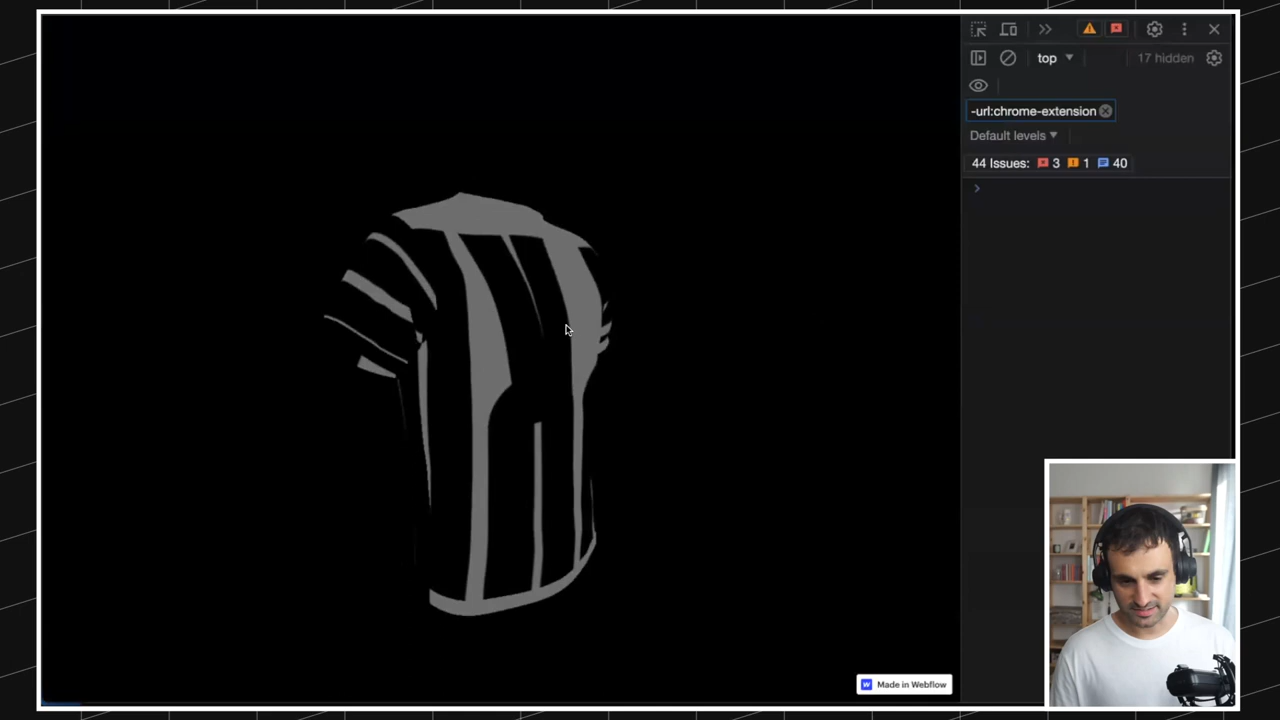 top
17 hidden
-url:chrome-extension
Default levels
44 Issues: 3 1 40
Made in Webflow